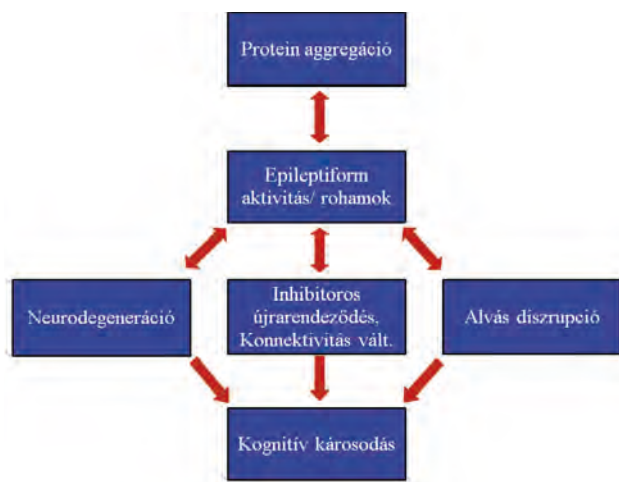 Protein aggregáció
Epileptiform
aktivitás/ rohamok
Neurodegeneráció
Inhibitoros
újrarendeződés,
Konnektivitás vált.
Alvás diszrupció
Kognitív károsodás